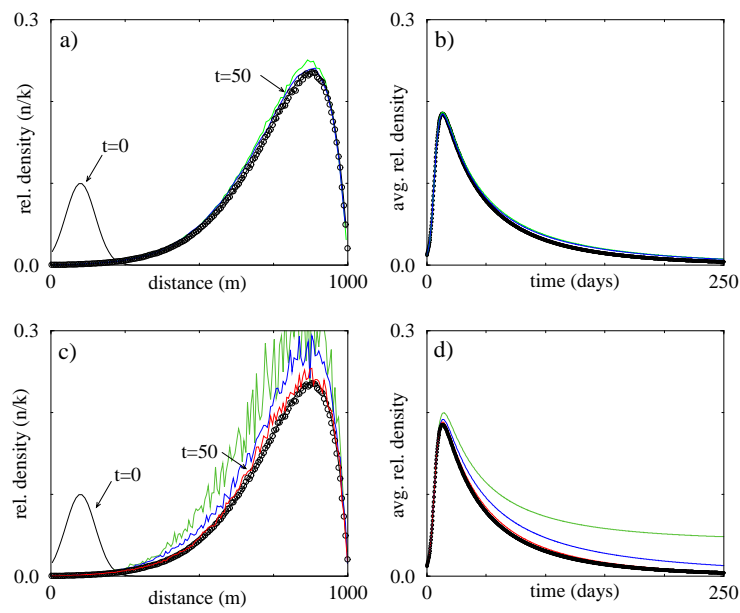 0.3
a)
t=50
t=0
rel. density (n/k)
0.0
0
distance (m)
1000
0.3
b)
avg. rel. density
0.0
0
time (days)
250
0.3
c)
t=50
t=0
rel. density (n/k)
0.0
0
distance (m)
1000
0.3
d)
avg. rel. density
0.0
0
time (days)
250